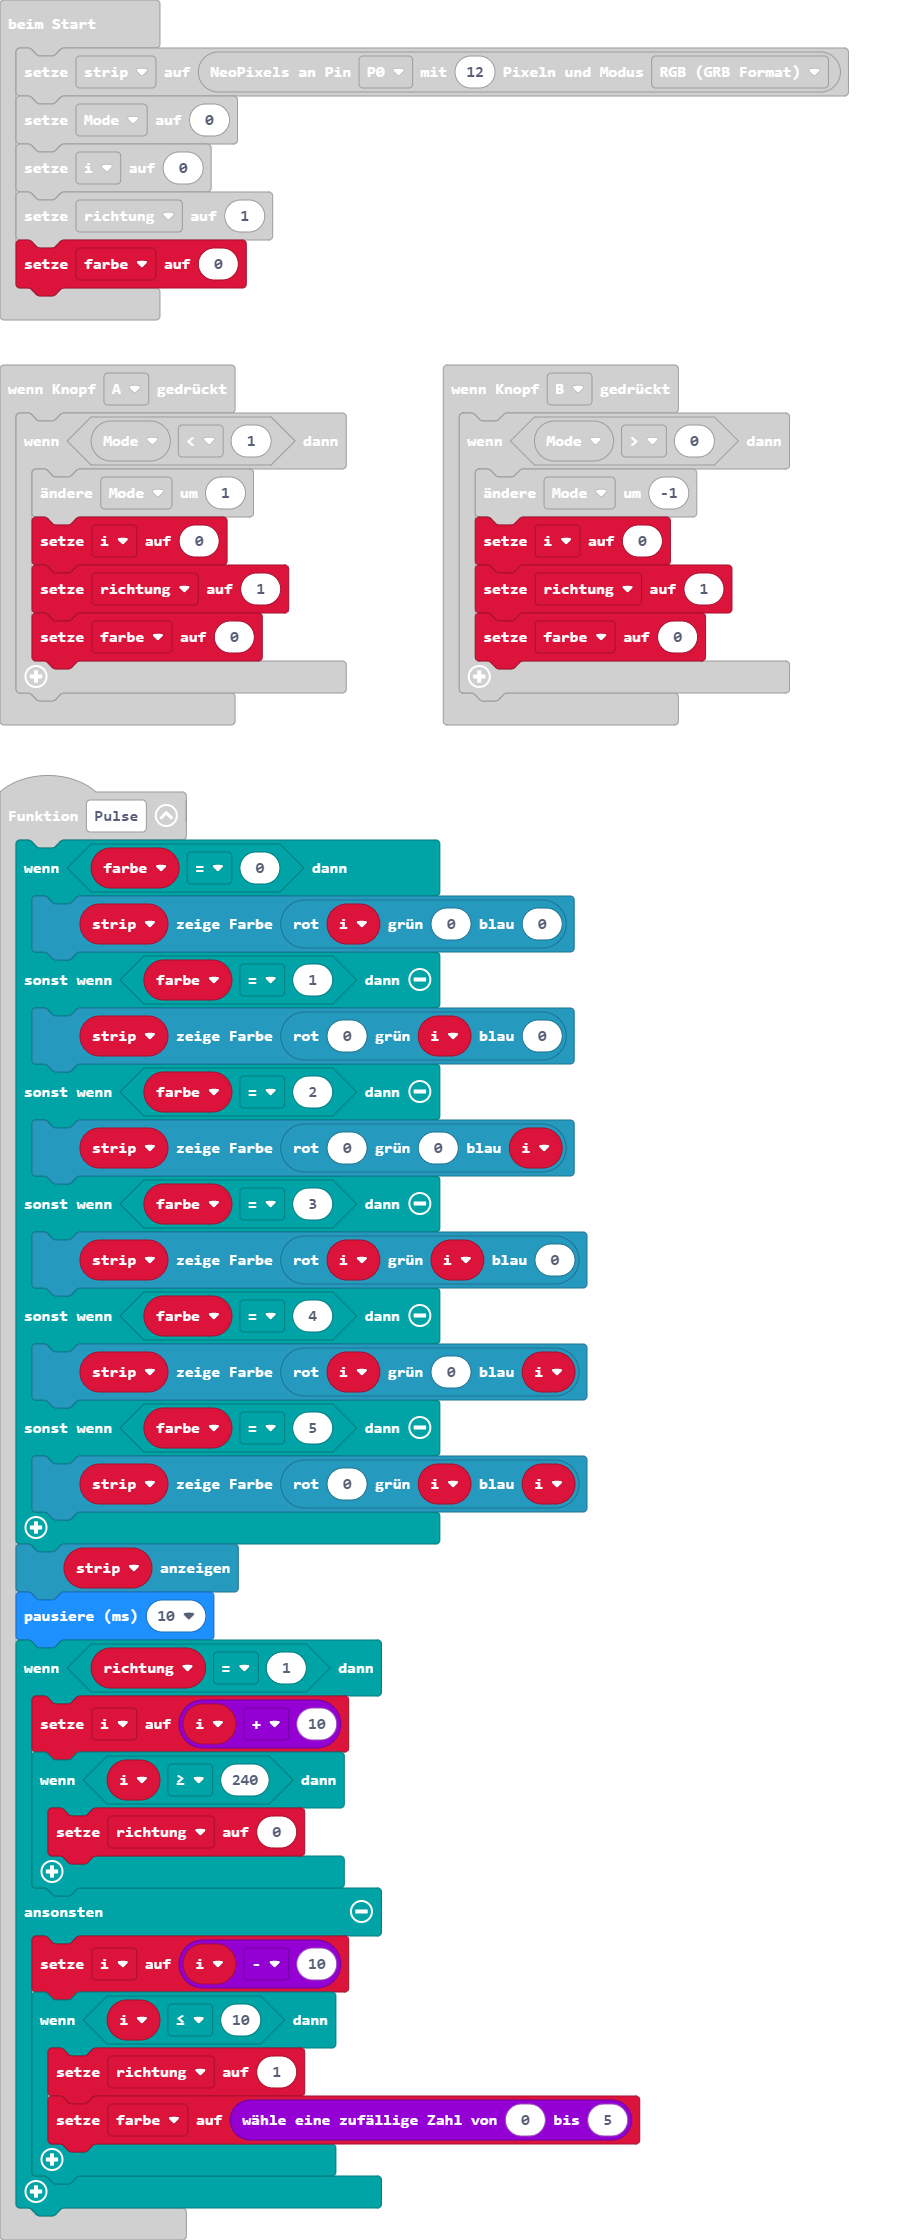 beim Start
setze strip auf NeoPixels an Pin P0 mit 12 Pixeln und Modus RGB (GRB Format)
setze Mode auf 0
setze i auf 0
setze richtung auf 1
setze farbe auf 0
wenn Knopf A gedrückt
wenn Mode < 1 dann
ändere Mode um 1
setze i auf 0
setze richtung auf 1
setze farbe auf 0
wenn Knopf B gedrückt
wenn Mode > 0 dann
ändere Mode um -1
setze i auf 0
setze richtung auf 1
setze farbe auf 0
Funktion Pulse
wenn farbe = 0 dann
strip zeige Farbe rot i grün 0 blau 0
sonst wenn farbe = 1 dann
strip zeige Farbe rot 0 grün i blau 0
sonst wenn farbe = 2 dann
strip zeige Farbe rot 0 grün 0 blau i
sonst wenn farbe = 3 dann
strip zeige Farbe rot i grün i blau 0
sonst wenn farbe = 4 dann
strip zeige Farbe rot i grün 0 blau i
sonst wenn farbe = 5 dann
strip zeige Farbe rot 0 grün i blau i
strip anzeigen
pausiere (ms) 10
wenn richtung = 1 dann
setze i auf i + 10
wenn i ≥ 240 dann
setze richtung auf 0
ansonsten
setze i auf i - 10
wenn i ≤ 10 dann
setze richtung auf 1
setze farbe auf wähle eine zufällige Zahl von 0 bis 5